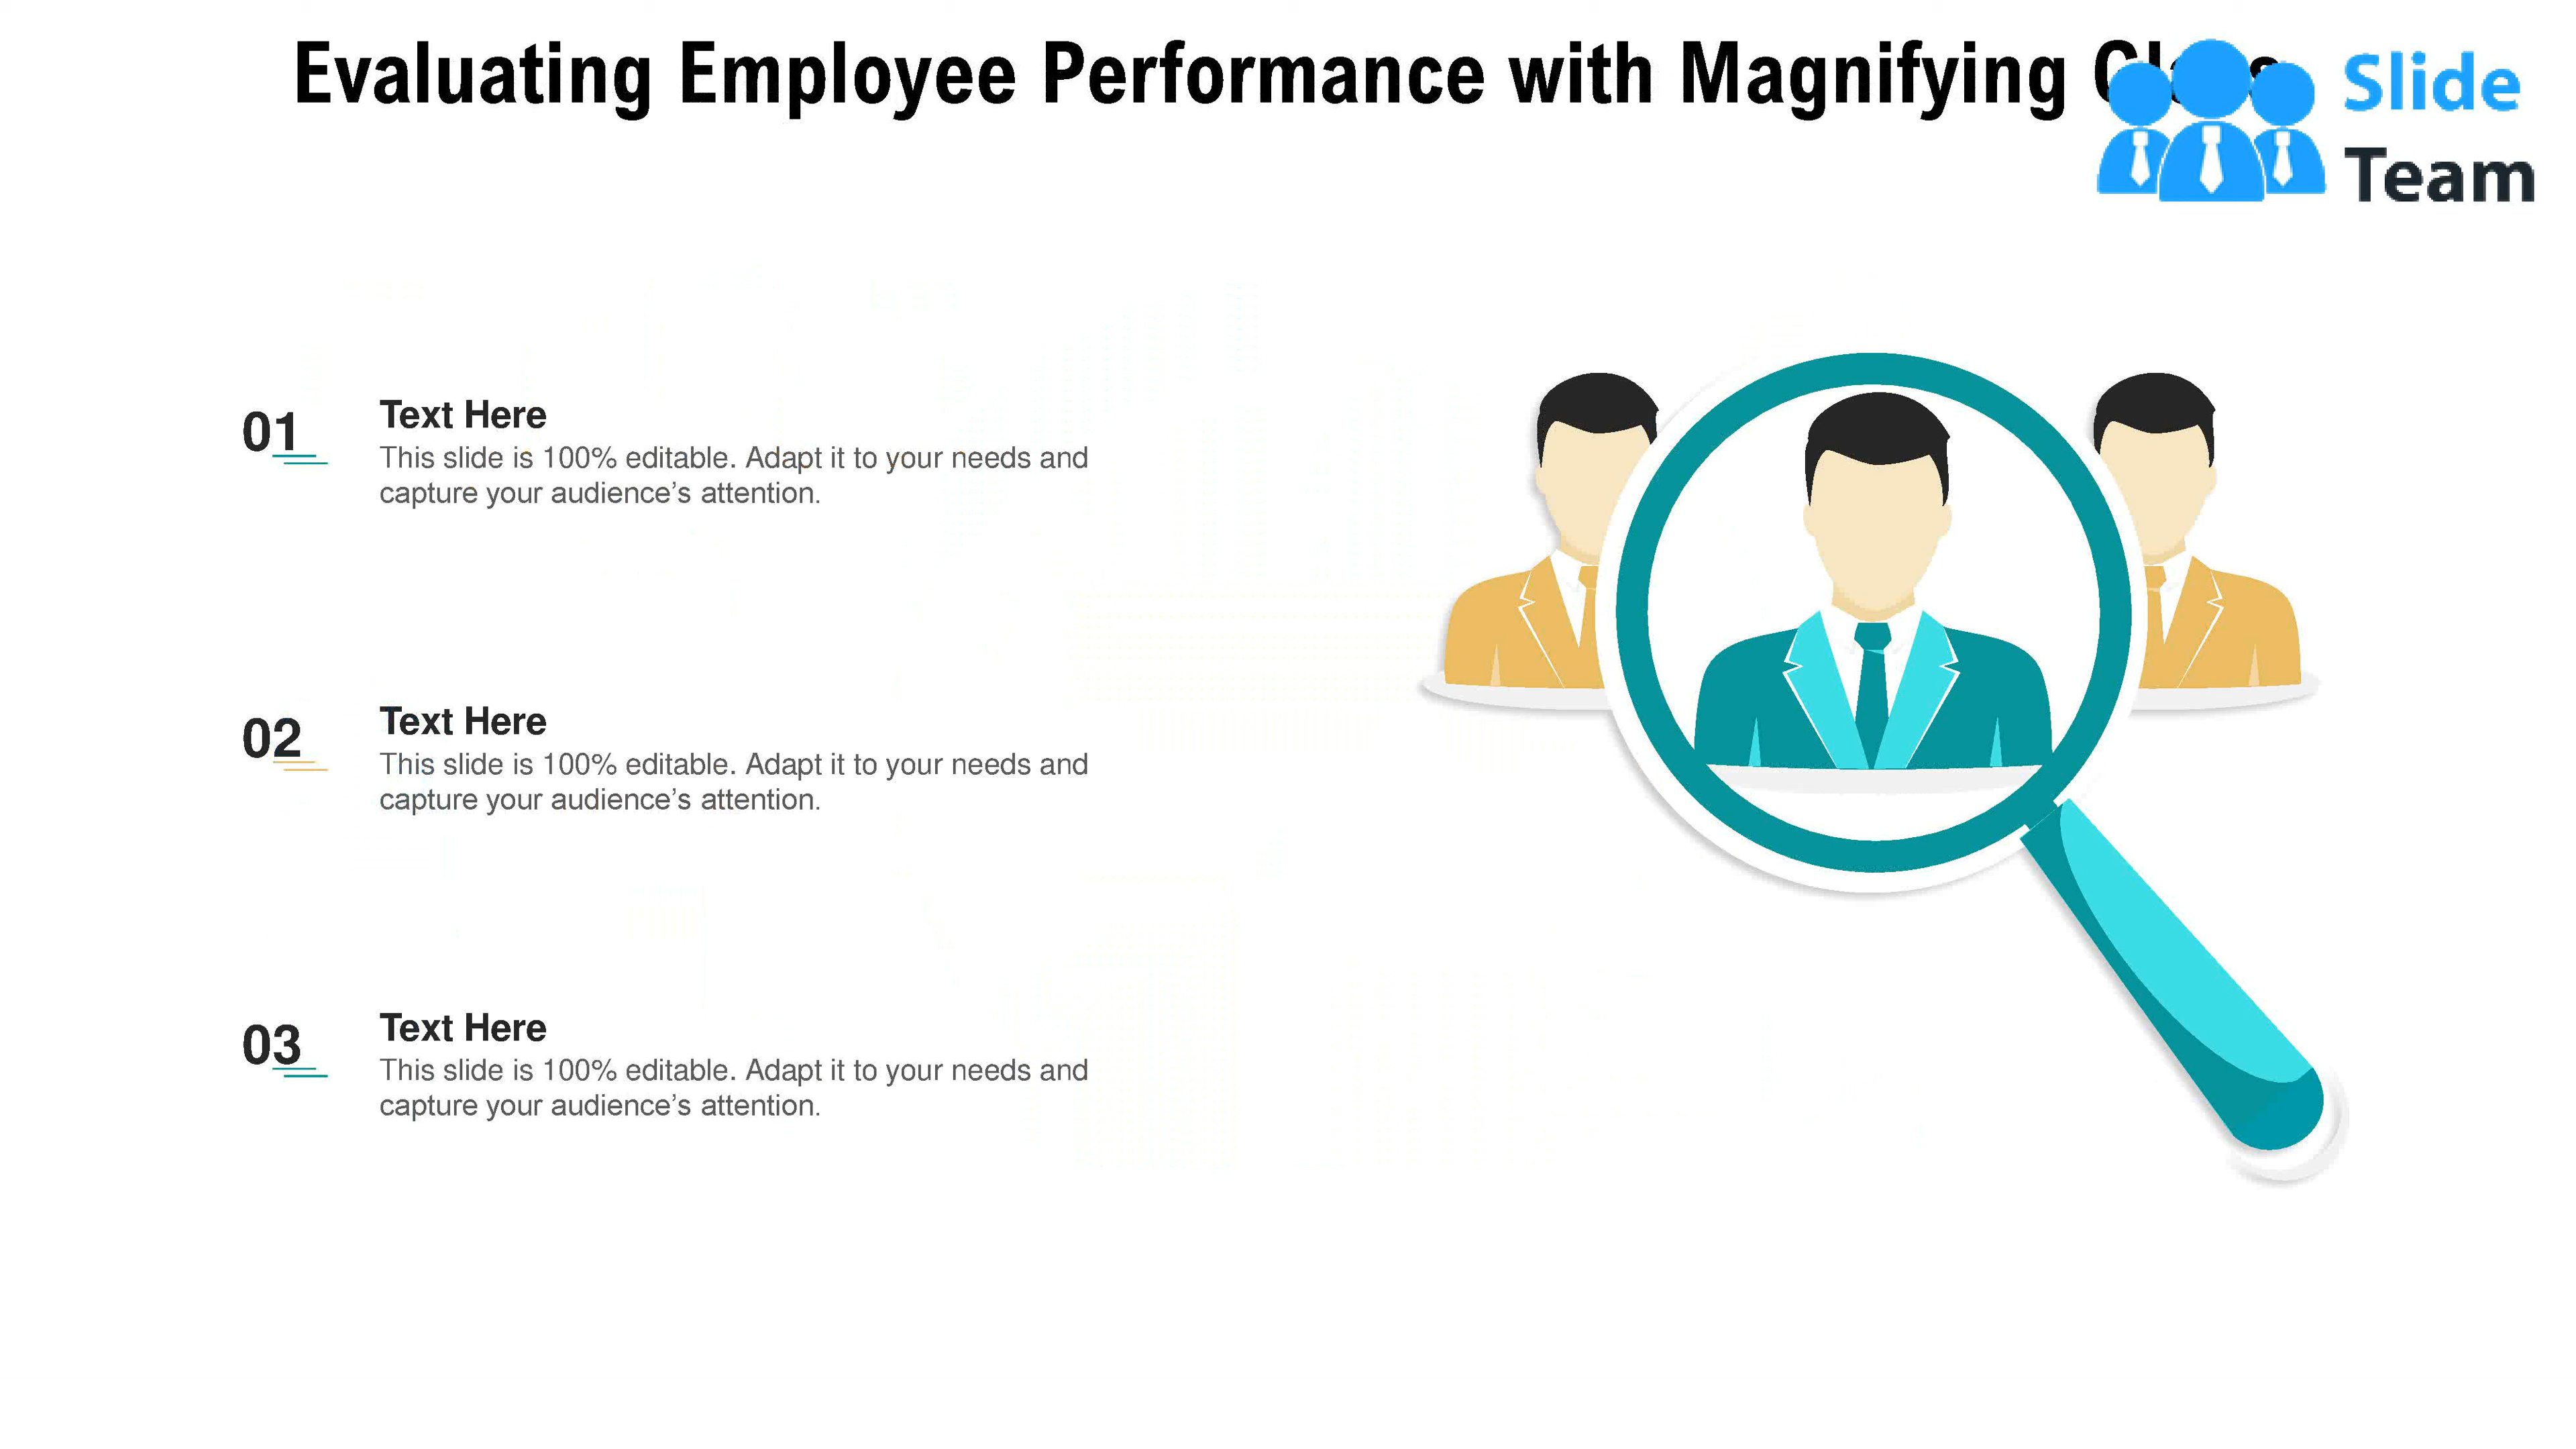 Evaluating Employee Performance with Magnifying
Slide
Team
01
Text Here
This slide is 100% editable. Adapt it to your needs and
capture your audience’s attention.
02
Text Here
This slide is 100% editable. Adapt it to your needs and
capture your audience’s attention.
03
Text Here
This slide is 100% editable. Adapt it to your needs and
capture your audience’s attention.